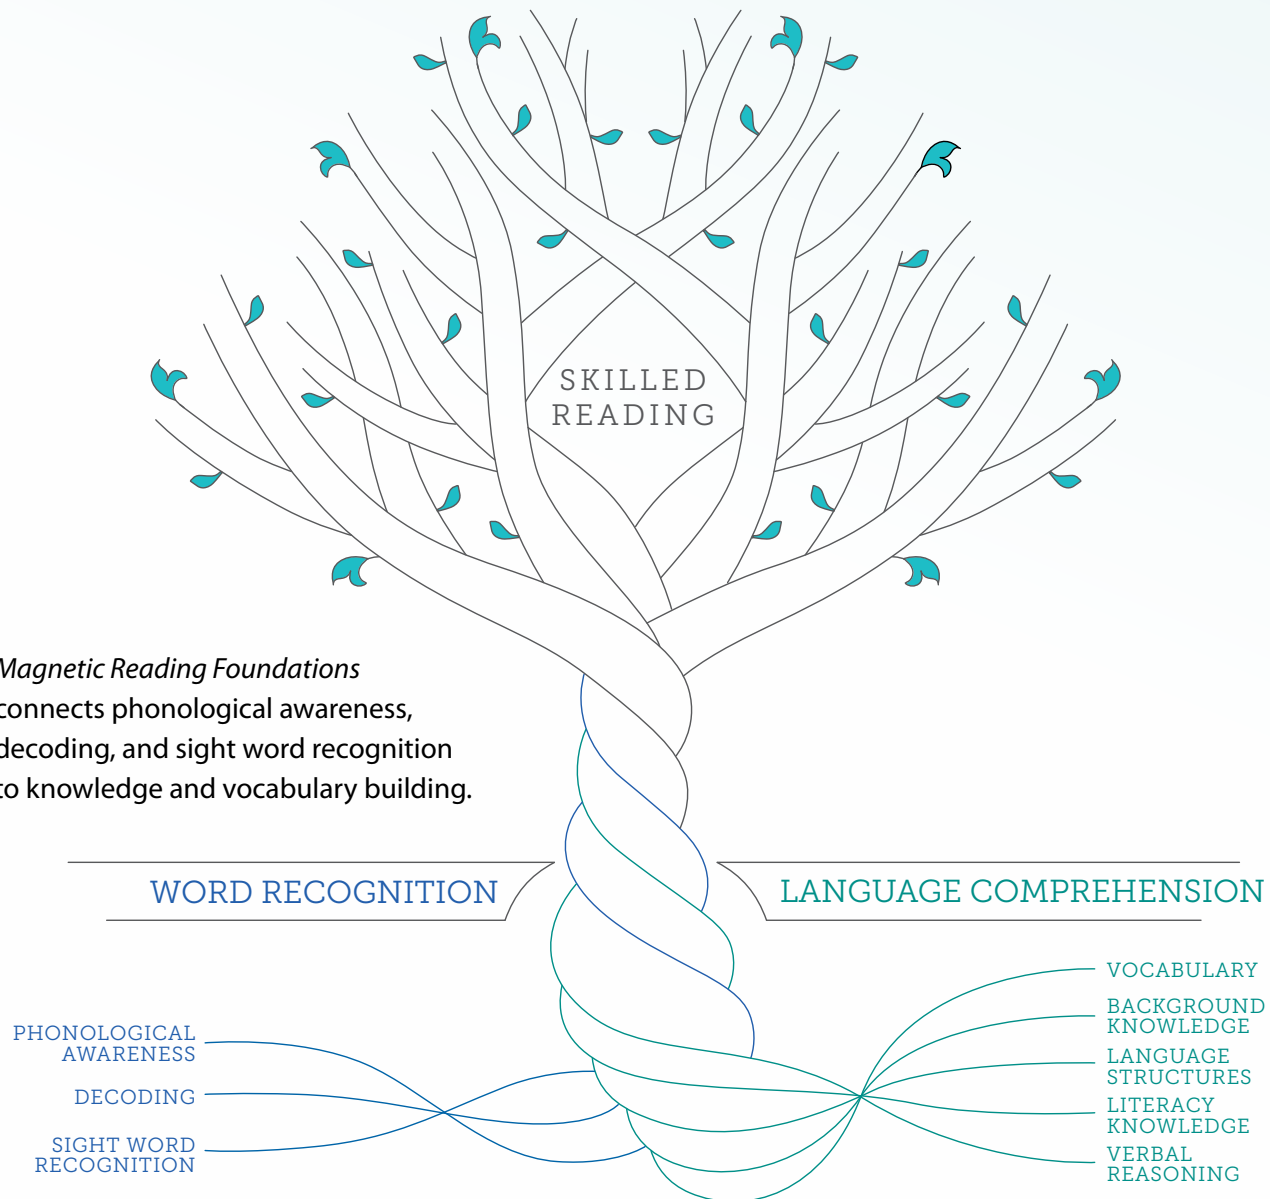 SKILLED
READING
Magnetic Reading Foundations
connects phonological awareness,
decoding, and sight word recognition
to knowledge and vocabulary building.
WORD RECOGNITION
LANGUAGE COMPREHENSION
PHONOLOGICAL
AWARENESS
DECODING
SIGHT WORD
RECOGNITION
VOCABULARY
BACKGROUND
KNOWLEDGE
LANGUAGE
STRUCTURES
LITERACY
KNOWLEDGE
VERBAL
REASONING